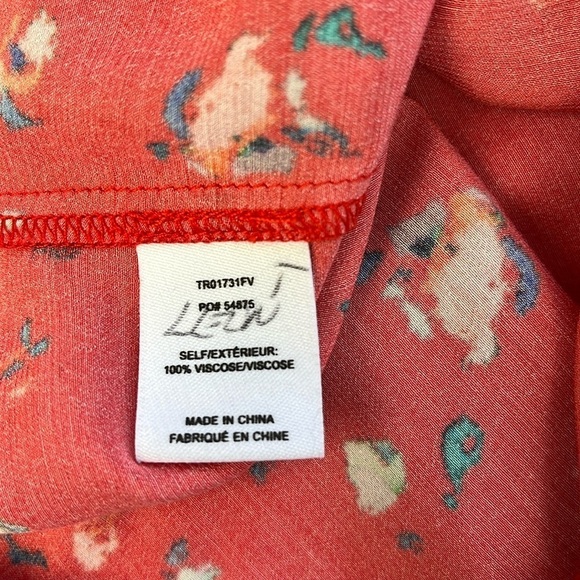 TR01731FV
PO# 54875
SELF/EXTÉRIEUR:
100% VISCOSE/VISCOSE
MADE IN CHINA
FABRIQUÉ EN CHINE